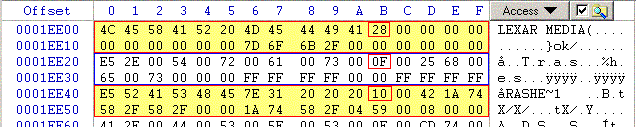 Offset 0 1 2 3 4 5 6 7 8 9 A B C D E F Access
0001EE00 4C 45 58 41 52 20 4D 45 44 49 41 28 00 00 00 00 LEXAR MEDIA(....
0001EE10 00 00 00 00 00 00 7D 6F 6B 2F 00 00 00 00 00 00 ......}ok/......
0001EE20 E5 2E 00 54 00 72 00 61 00 73 00 0F 00 25 68 00 å..T.r.a.s...%h.
0001EE30 65 00 73 00 00 00 FF FF FF FF 00 00 FF FF FF FF e.s...ÿÿÿÿ..ÿÿÿÿ
0001EE40 E5 52 41 53 48 45 7E 31 20 20 20 10 00 42 1A 74 åRASHE~1 ..B.t
0001EE50 58 2F 58 2F 00 00 1A 74 58 2F 04 59 00 08 00 00 X/X/...tX/.Y....
0001EE60